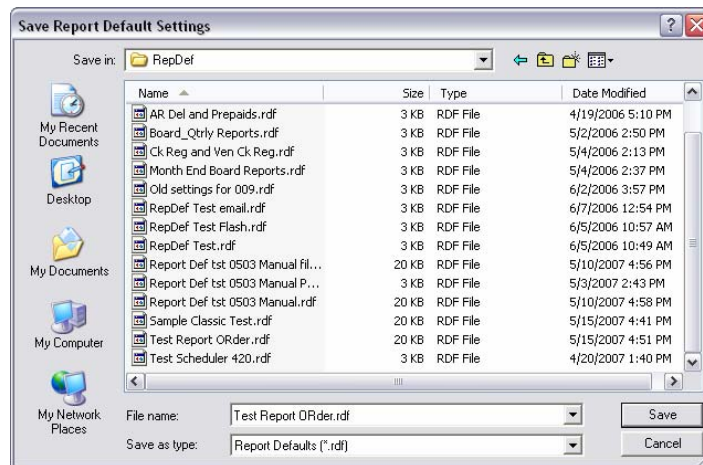 Save Report Default Settings
Save in: RepDef
Name Size Type Date Modified
AR Del and Prepaids.rdf 3 KB RDF File 4/19/2006 5:10 PM
Board_Qtrly Reports.rdf 3 KB RDF File 5/2/2006 2:50 PM
Ck Reg and Ven Ck Reg.rdf 3 KB RDF File 5/4/2006 2:13 PM
Month End Board Reports.rdf 3 KB RDF File 5/4/2006 2:37 PM
Old settings for 009.rdf 3 KB RDF File 6/2/2006 3:57 PM
RepDef Test email.rdf 3 KB RDF File 6/7/2006 12:54 PM
RepDef Test Flash.rdf 3 KB RDF File 6/5/2006 10:57 AM
RepDef Test.rdf 3 KB RDF File 6/5/2006 10:49 AM
Report Def tst 0503 Manual fil... 20 KB RDF File 5/10/2007 4:56 PM
Report Def tst 0503 Manual P... 3 KB RDF File 5/3/2007 2:43 PM
Report Def tst 0503 Manual.rdf 20 KB RDF File 5/10/2007 4:58 PM
Sample Classic Test.rdf 20 KB RDF File 5/15/2007 4:41 PM
Test Report ORder.rdf 20 KB RDF File 5/15/2007 4:51 PM
Test Scheduler 420.rdf 3 KB RDF File 4/20/2007 1:40 PM
My Recent
Documents
Desktop
My Documents
My Computer
My Network
Places
File name: Test Report ORder.rdf Save
Save as type: Report Defaults (*.rdf) Cancel